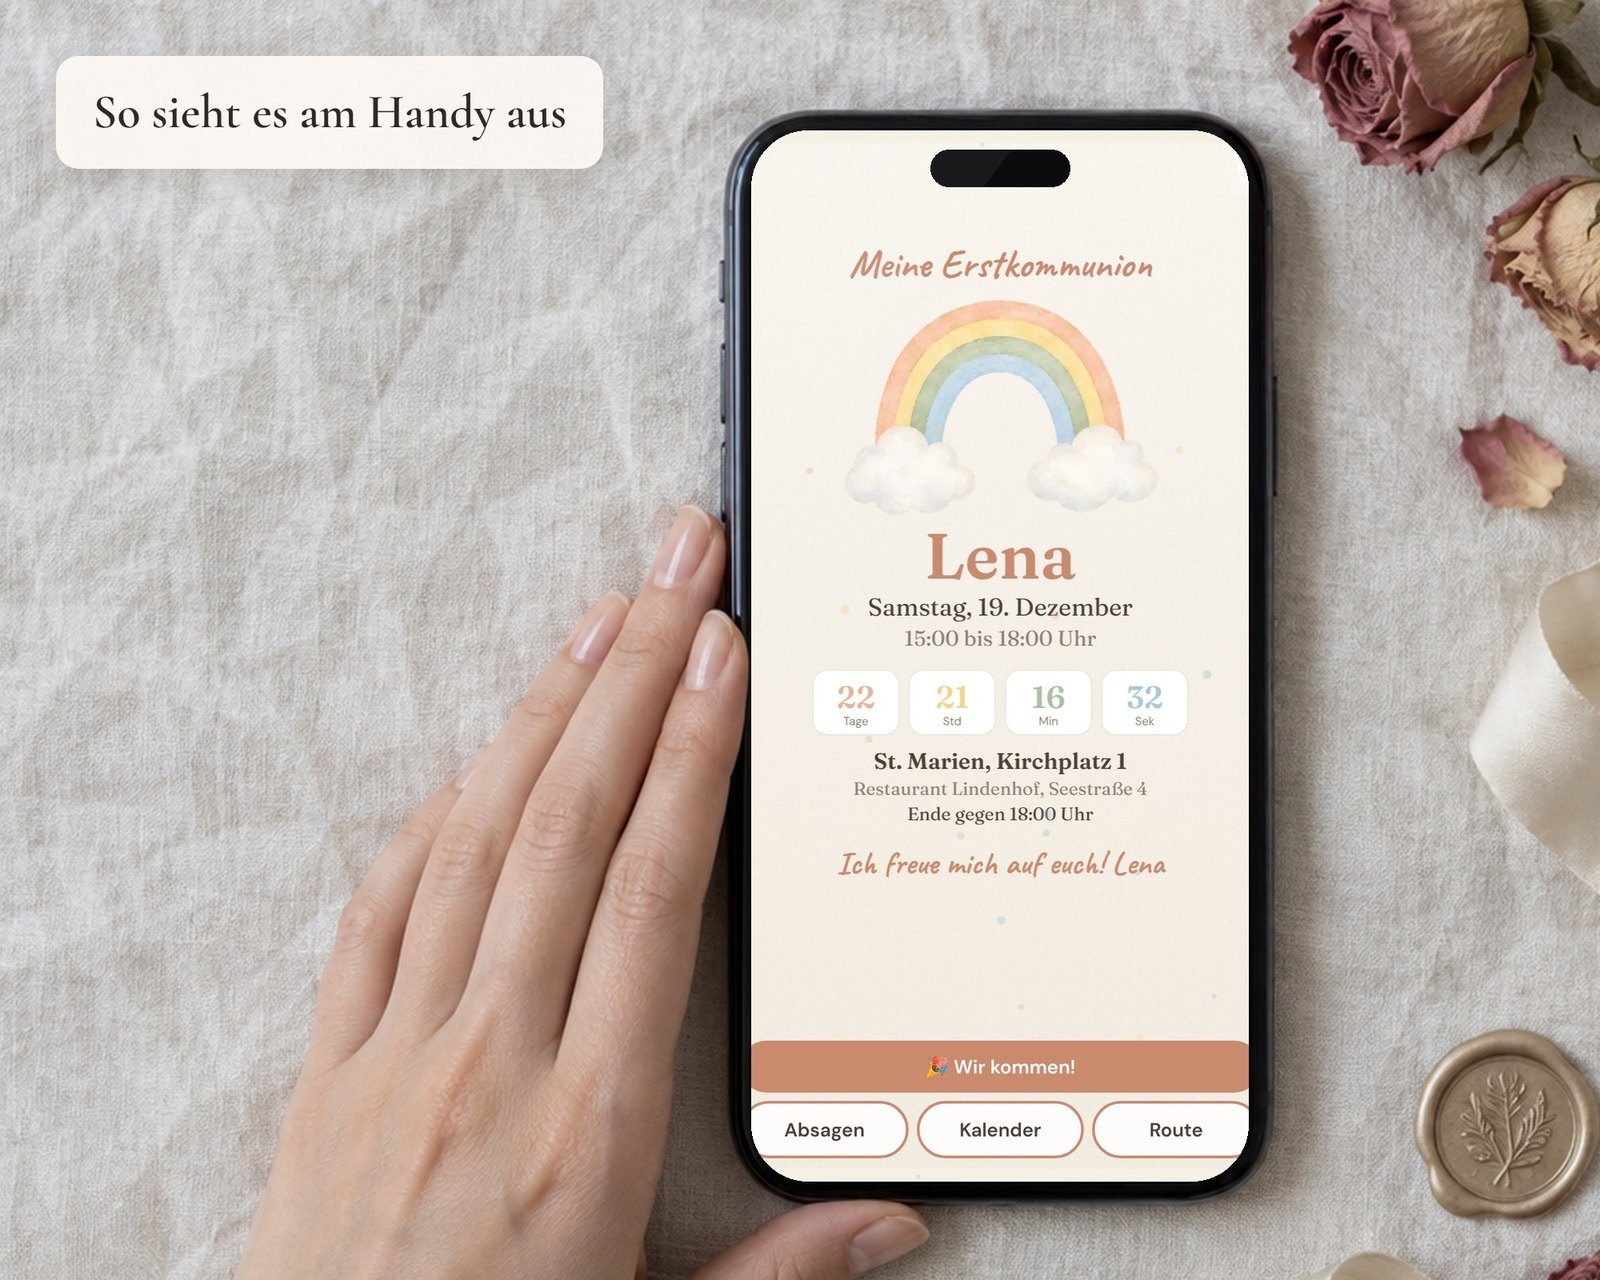 So sieht es am Handy aus
Meine Erstkommunion
Lena
Samstag, 19. Dezember
15:00 bis 18:00 Uhr
22 21 16 32
Tage Std Min Sek
St. Marien, Kirchplatz 1
Restaurant Lindenhof, Seestraße 4
Ende gegen 18:00 Uhr
Ich freue mich auf euch! Lena
🎉 Wir kommen!
Absagen Kalender Route